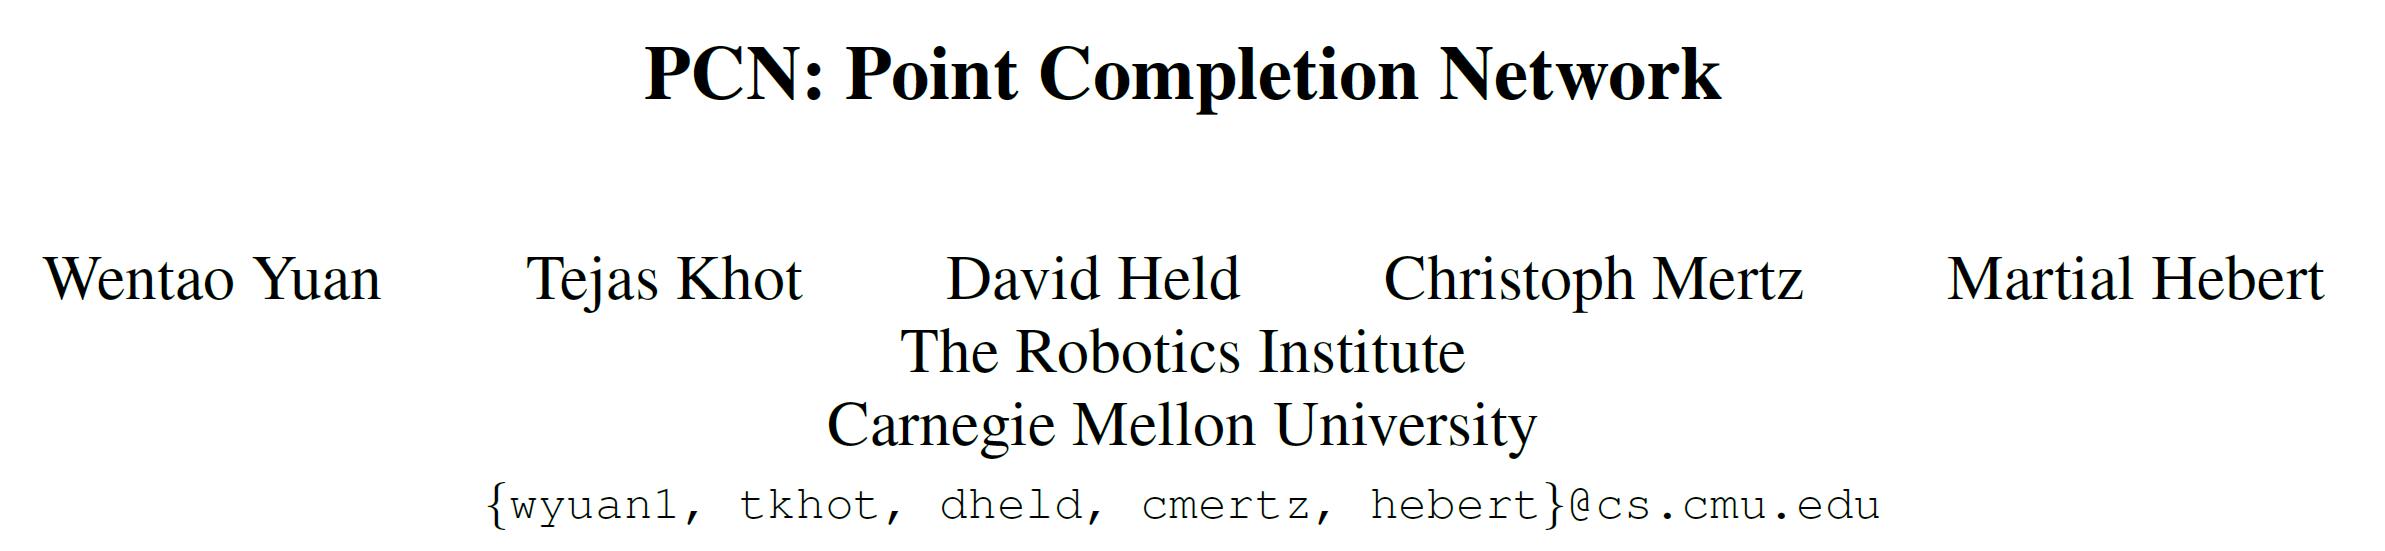 PCN: Point Completion Network
Wentao Yuan Tejas Khot David Held Christoph Mertz Martial Hebert
The Robotics Institute
Carnegie Mellon University
{wyuan1, tkhot, dheld, cmertz, hebert}@cs.cmu.edu